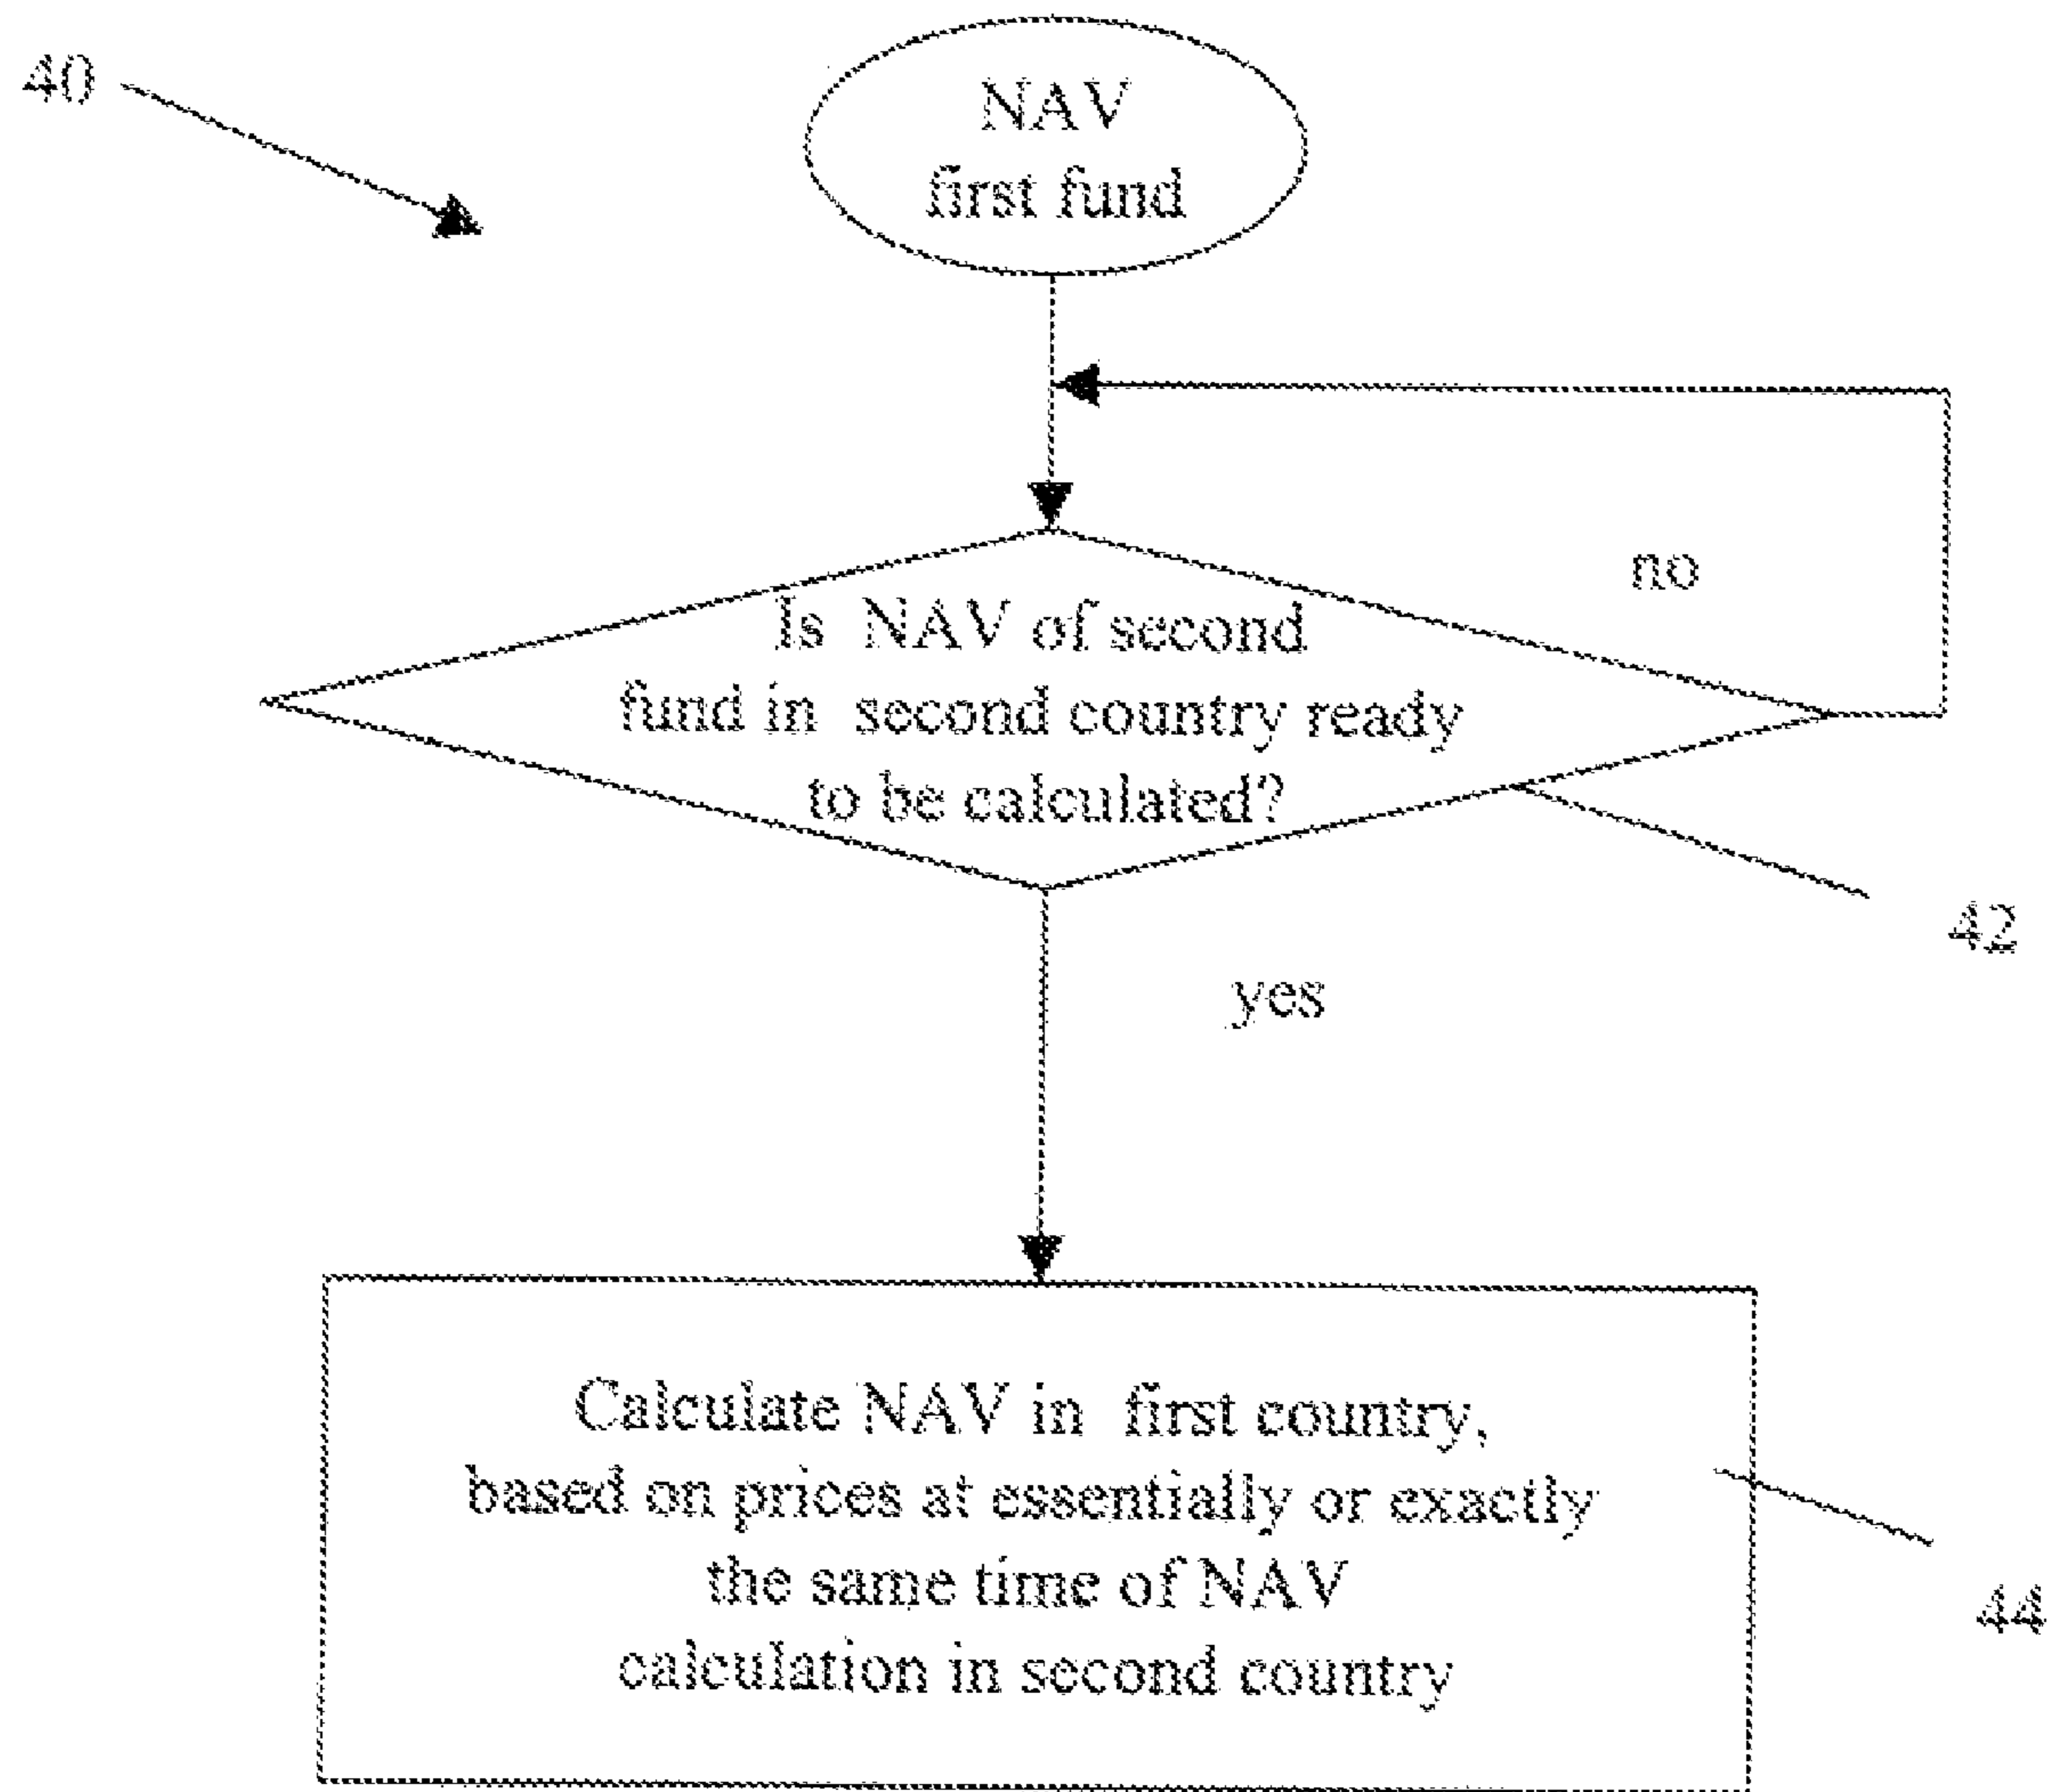 40
NAV
first fund
no
Is NAV of second
fund in second country ready
to be calculated?
42
yes
Calculate NAV in first country,
based on prices at essentially or exactly
the same time of NAV
calculation in second country
44